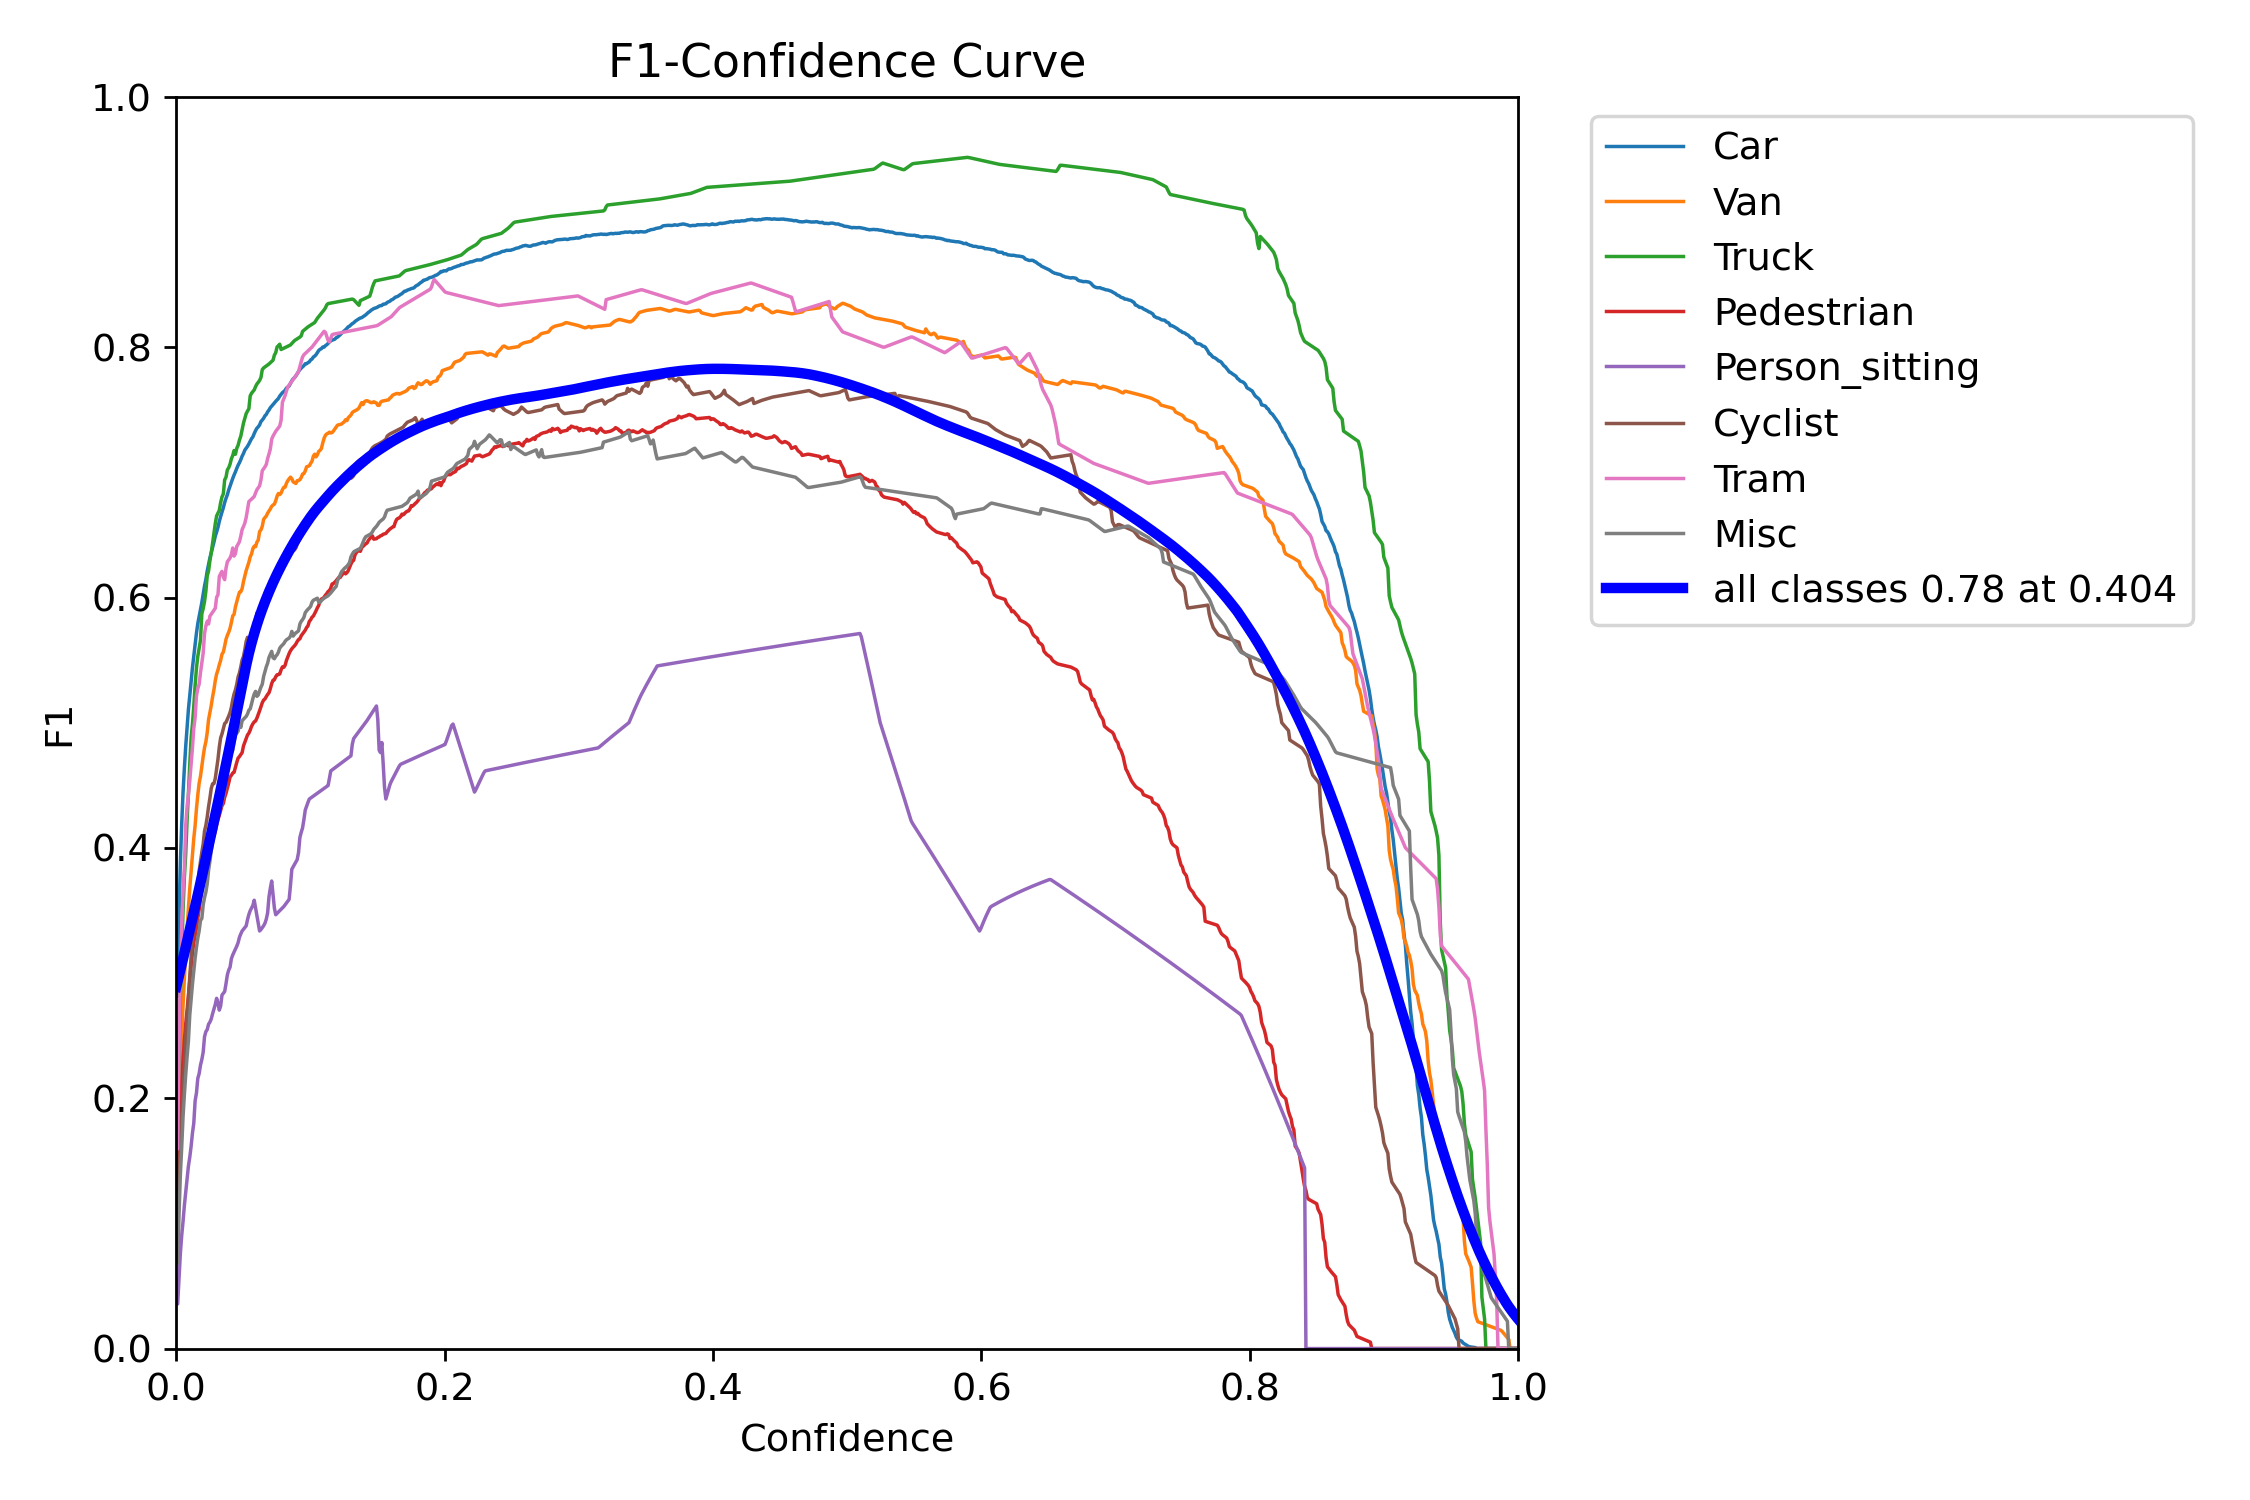 F1-Confidence Curve
1.0
0.8
0.6
0.4
0.2
0.0
F1
0.0 0.2 0.4 0.6 0.8 1.0
Confidence
Car
Van
Truck
Pedestrian
Person_sitting
Cyclist
Tram
Misc
all classes 0.78 at 0.404